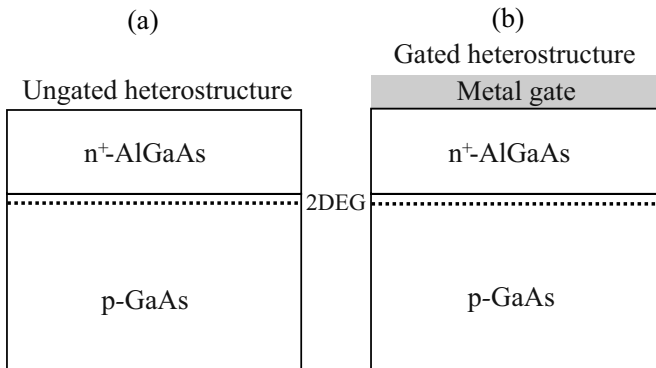 (a)
Ungated heterostructure
n⁺-AlGaAs
p-GaAs
2DEG
(b)
Gated heterostructure
Metal gate
n⁺-AlGaAs
p-GaAs